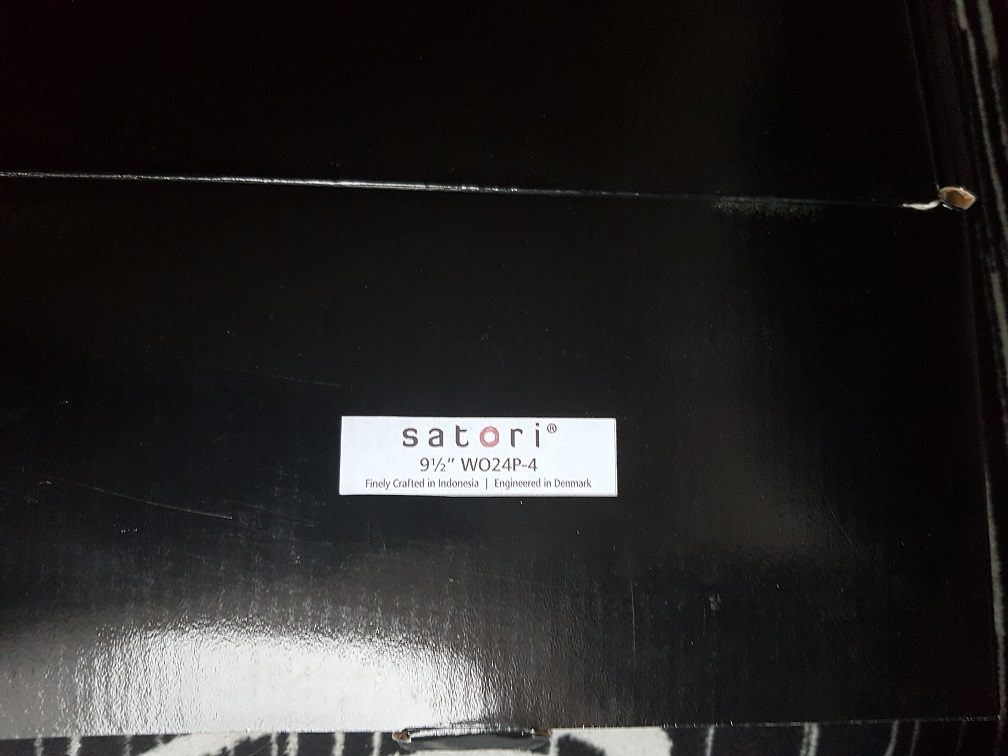 satori®
9½" WO24P-4
Finely Crafted in Indonesia | Engineered in Denmark